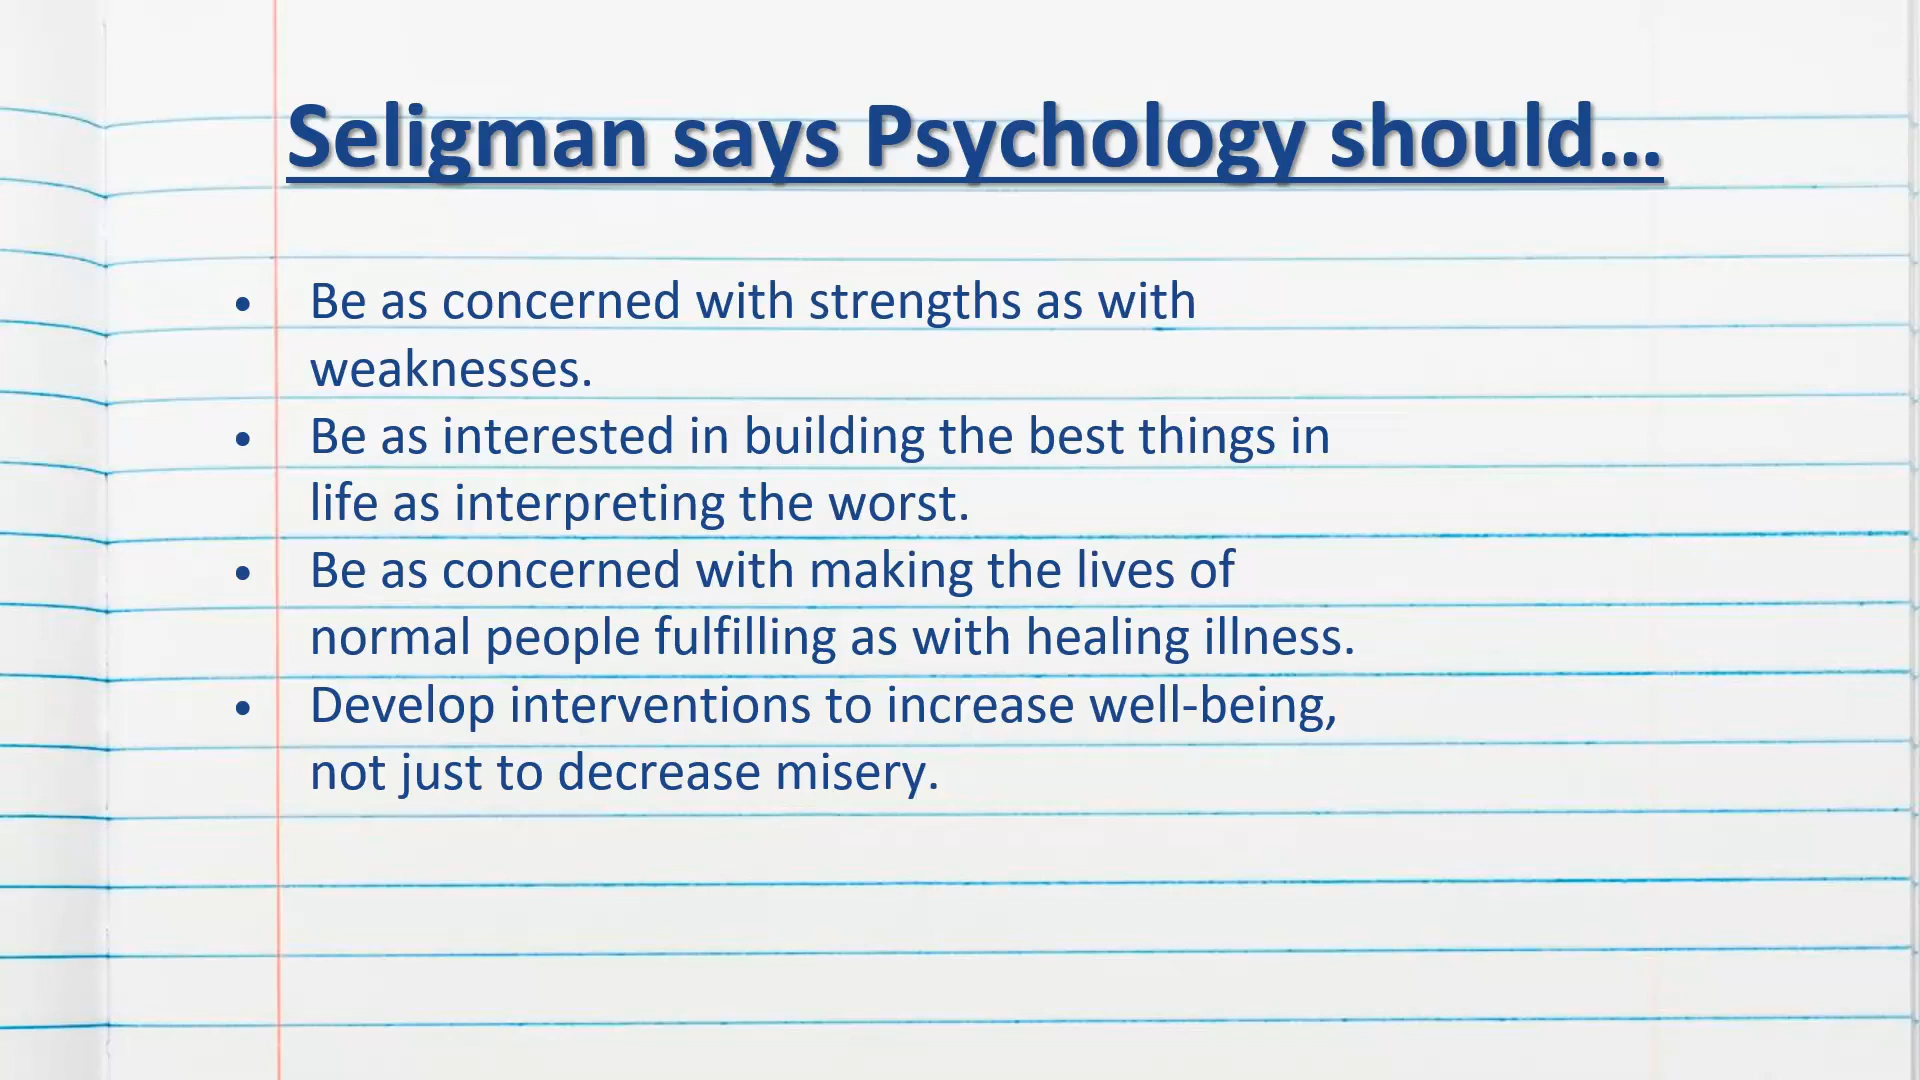 Seligman says Psychology should...
• Be as concerned with strengths as with
weaknesses.
• Be as interested in building the best things in
life as interpreting the worst.
• Be as concerned with making the lives of
normal people fulfilling as with healing illness.
• Develop interventions to increase well-being,
not just to decrease misery.